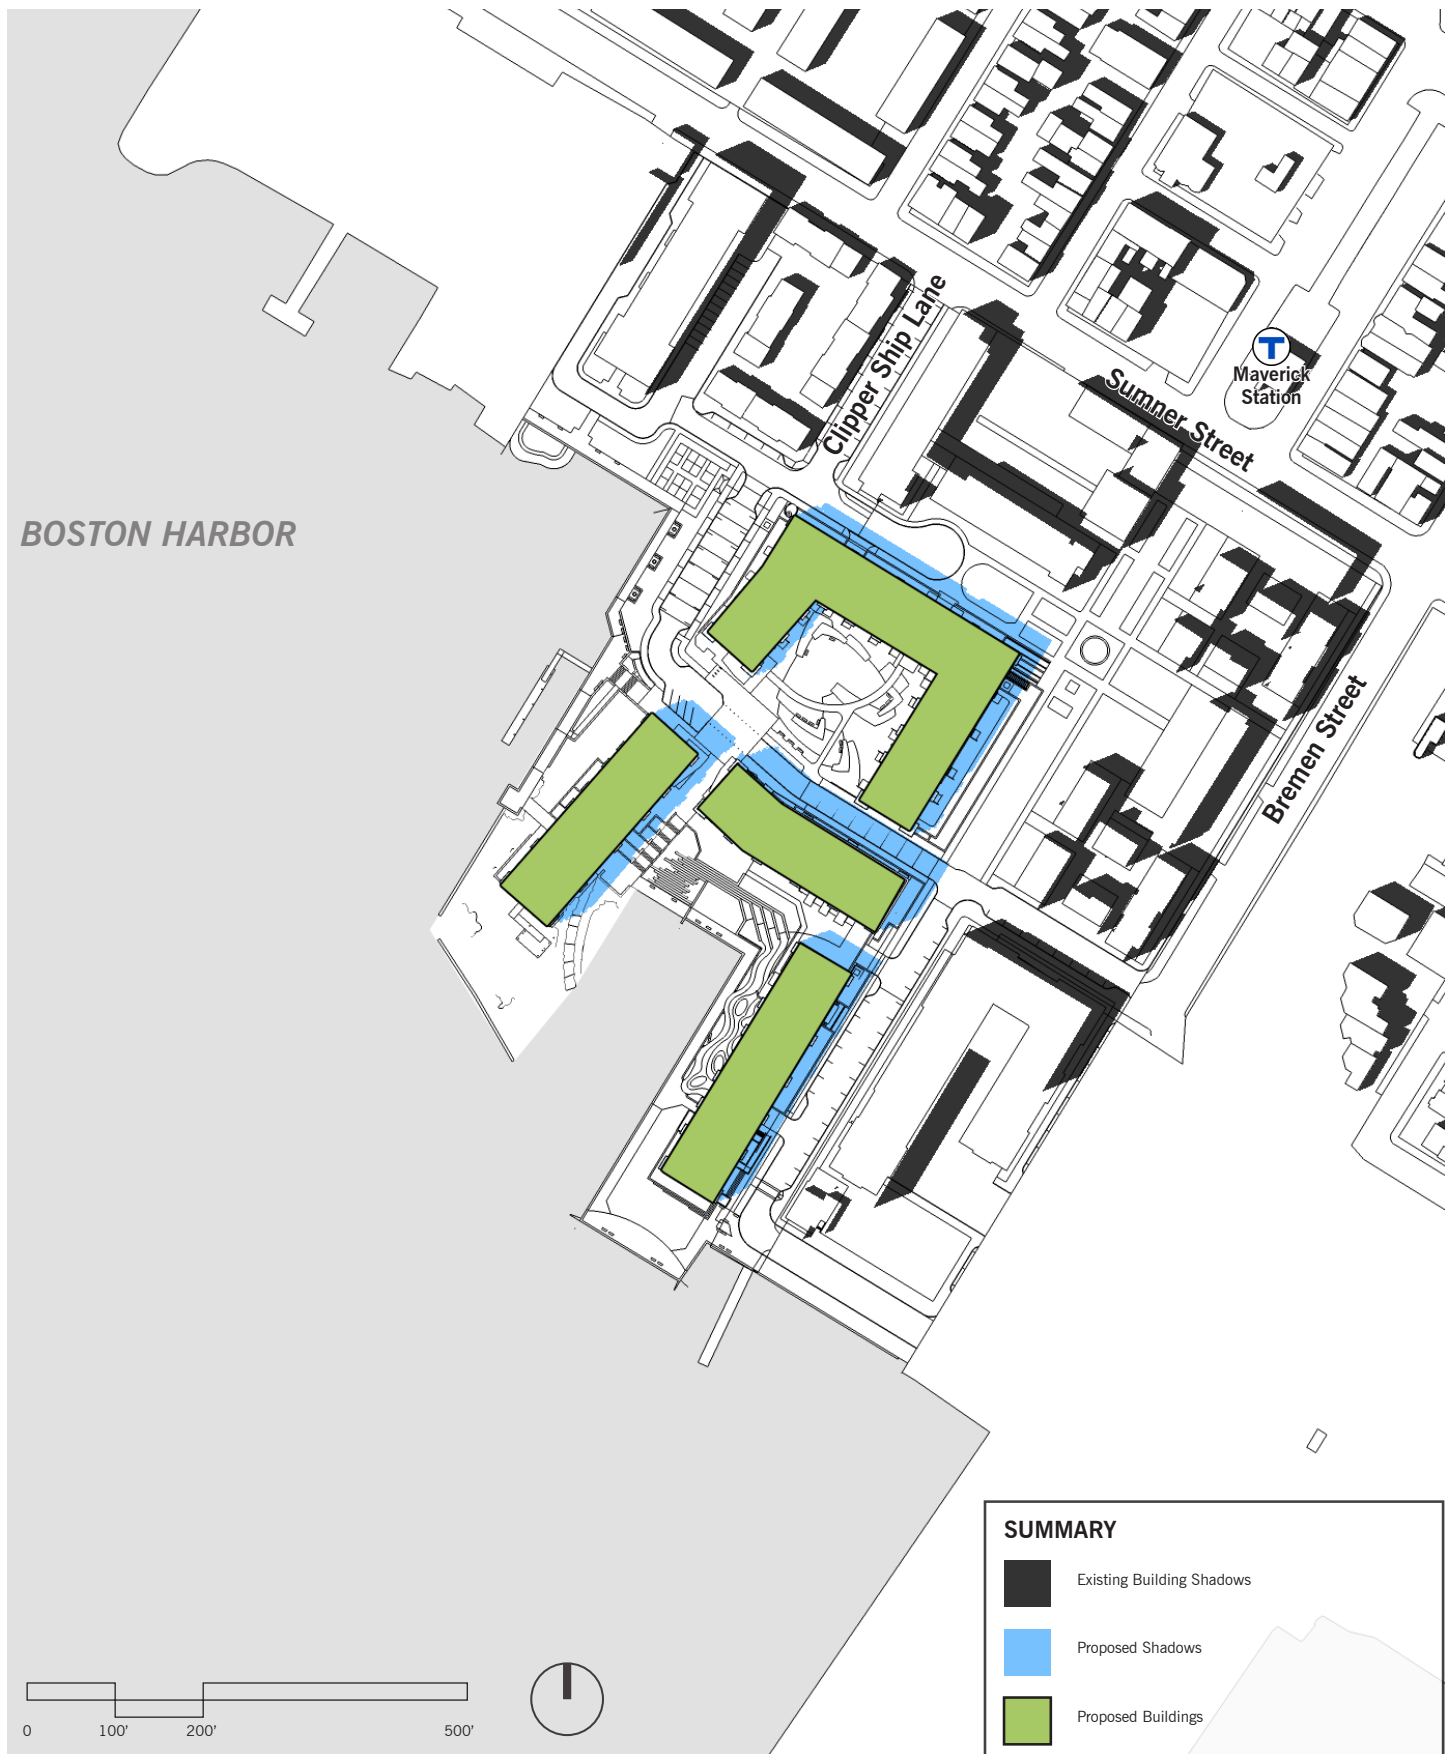 Clipper Ship Lane
T
Maverick
Station
Sumner Street
BOSTON HARBOR
Bremen Street
SUMMARY
Existing Building Shadows
Proposed Shadows
Proposed Buildings
0 100' 200' 500'